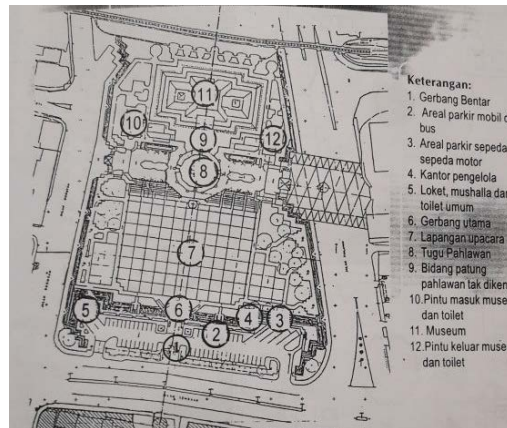 11
10
9
12
8
7
5
6
4
3
2
1
Keterangan:
1. Gerbang Bentar
2. Areal parkir mobil d
bus
3. Areal parkir sepeda
sepeda motor
4. Kantor pengelola
5. Loket, mushalla dan
toilet umum
6. Gerbang utama
7. Lapangan upacara
8. Tugu Pahlawan
9. Bidang patung
pahlawan tak diken
10. Pintu masuk muse
dan toilet
11. Museum
12. Pintu keluar muse
dan toilet